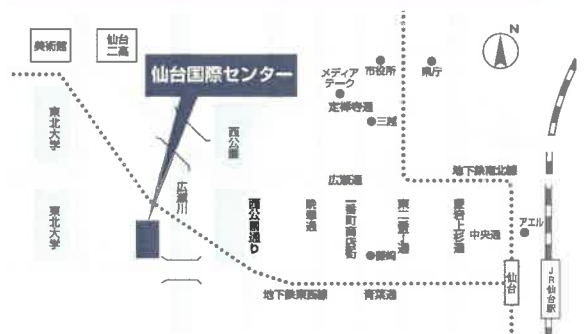 美術館
仙台
二高
仙台国際センター
メディア
テーク
市役所
県庁
定禅寺通
三越
N
東北大学
西公園
広瀬川
広瀬通
地下鉄南北線
東北大学
西公園通り
晩翠通
一番町商店街
東二番丁通
愛宕上杉通
中央通
アエル
藤崎
地下鉄東西線
青葉通
仙台
JR仙台駅